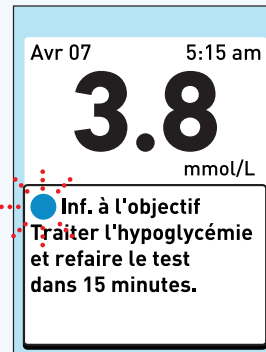 Avr 07 5:15 am
3.8
mmol/L
Inf. à l'objectif
Traiter l'hypoglycémie
et refaire le test
dans 15 minutes.